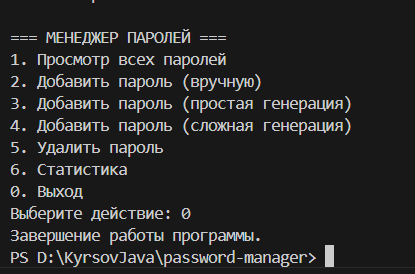 === МЕНЕДЖЕР ПАРОЛЕЙ ===
1. Просмотр всех паролей
2. Добавить пароль (вручную)
3. Добавить пароль (простая генерация)
4. Добавить пароль (сложная генерация)
5. Удалить пароль
6. Статистика
0. Выход
Выберите действие: 0
Завершение работы программы.
PS D:\KyrsovJava\password-manager>